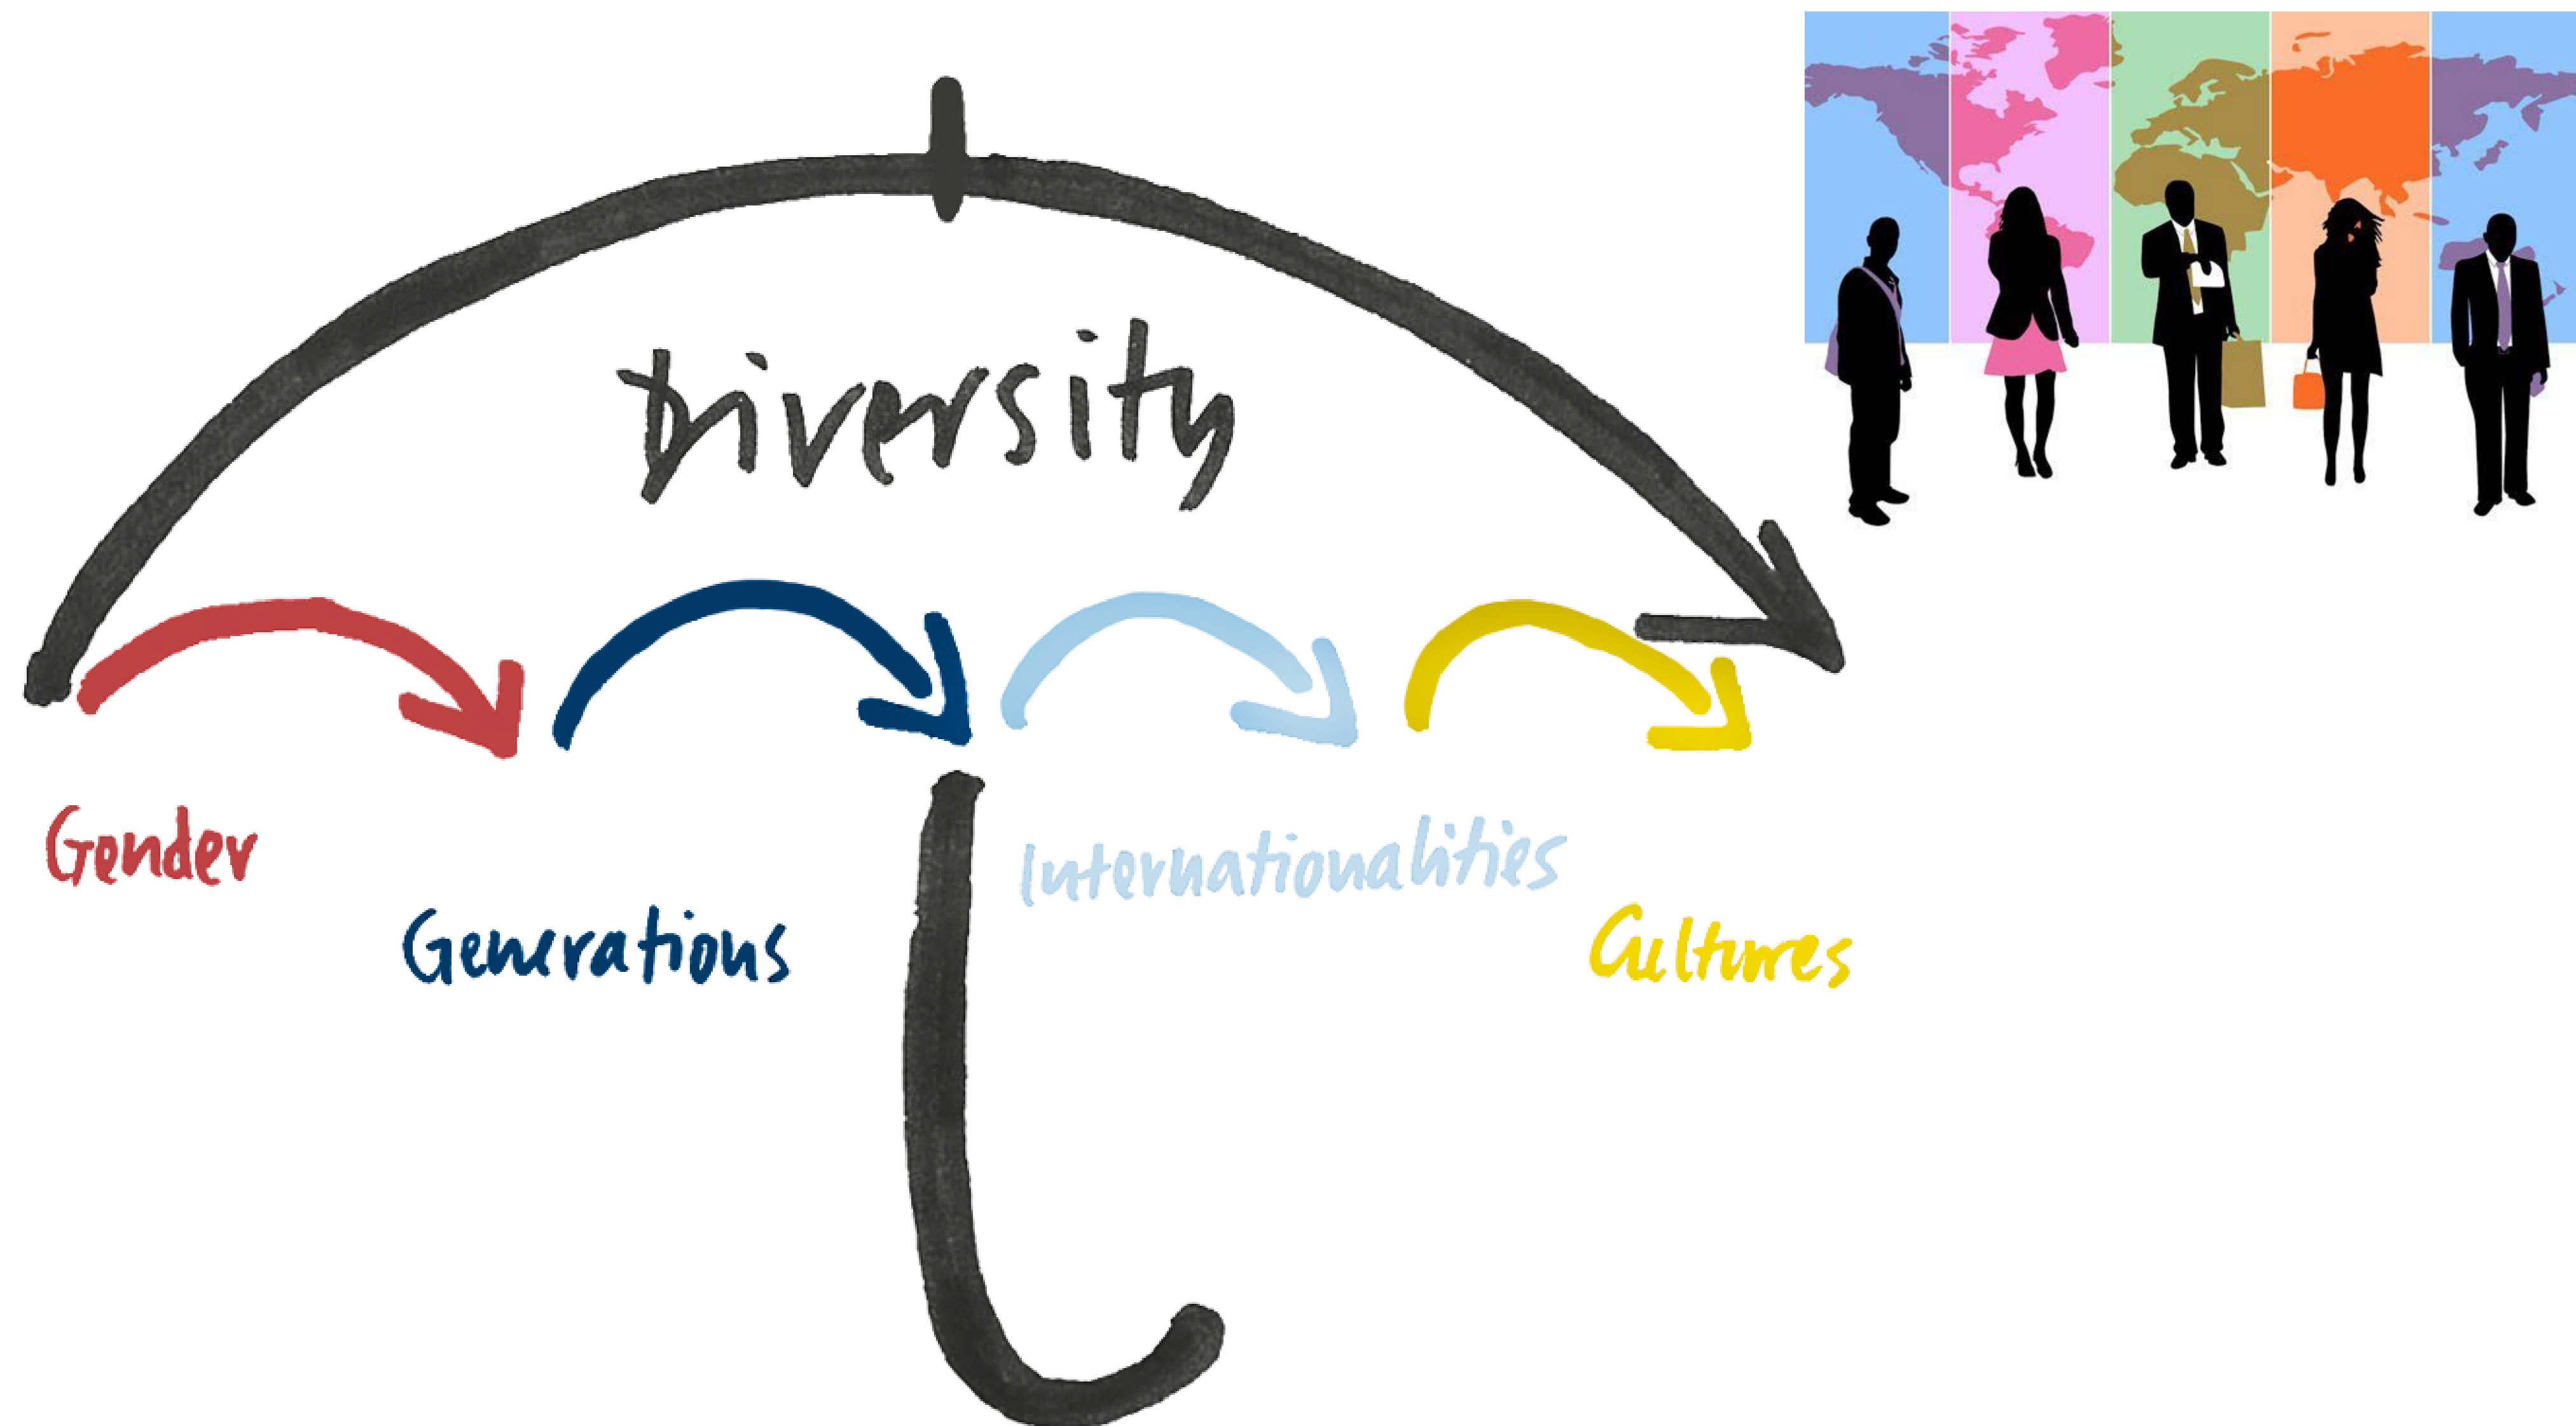 Diversity
Gender
Generations
Internationalities
Cultures